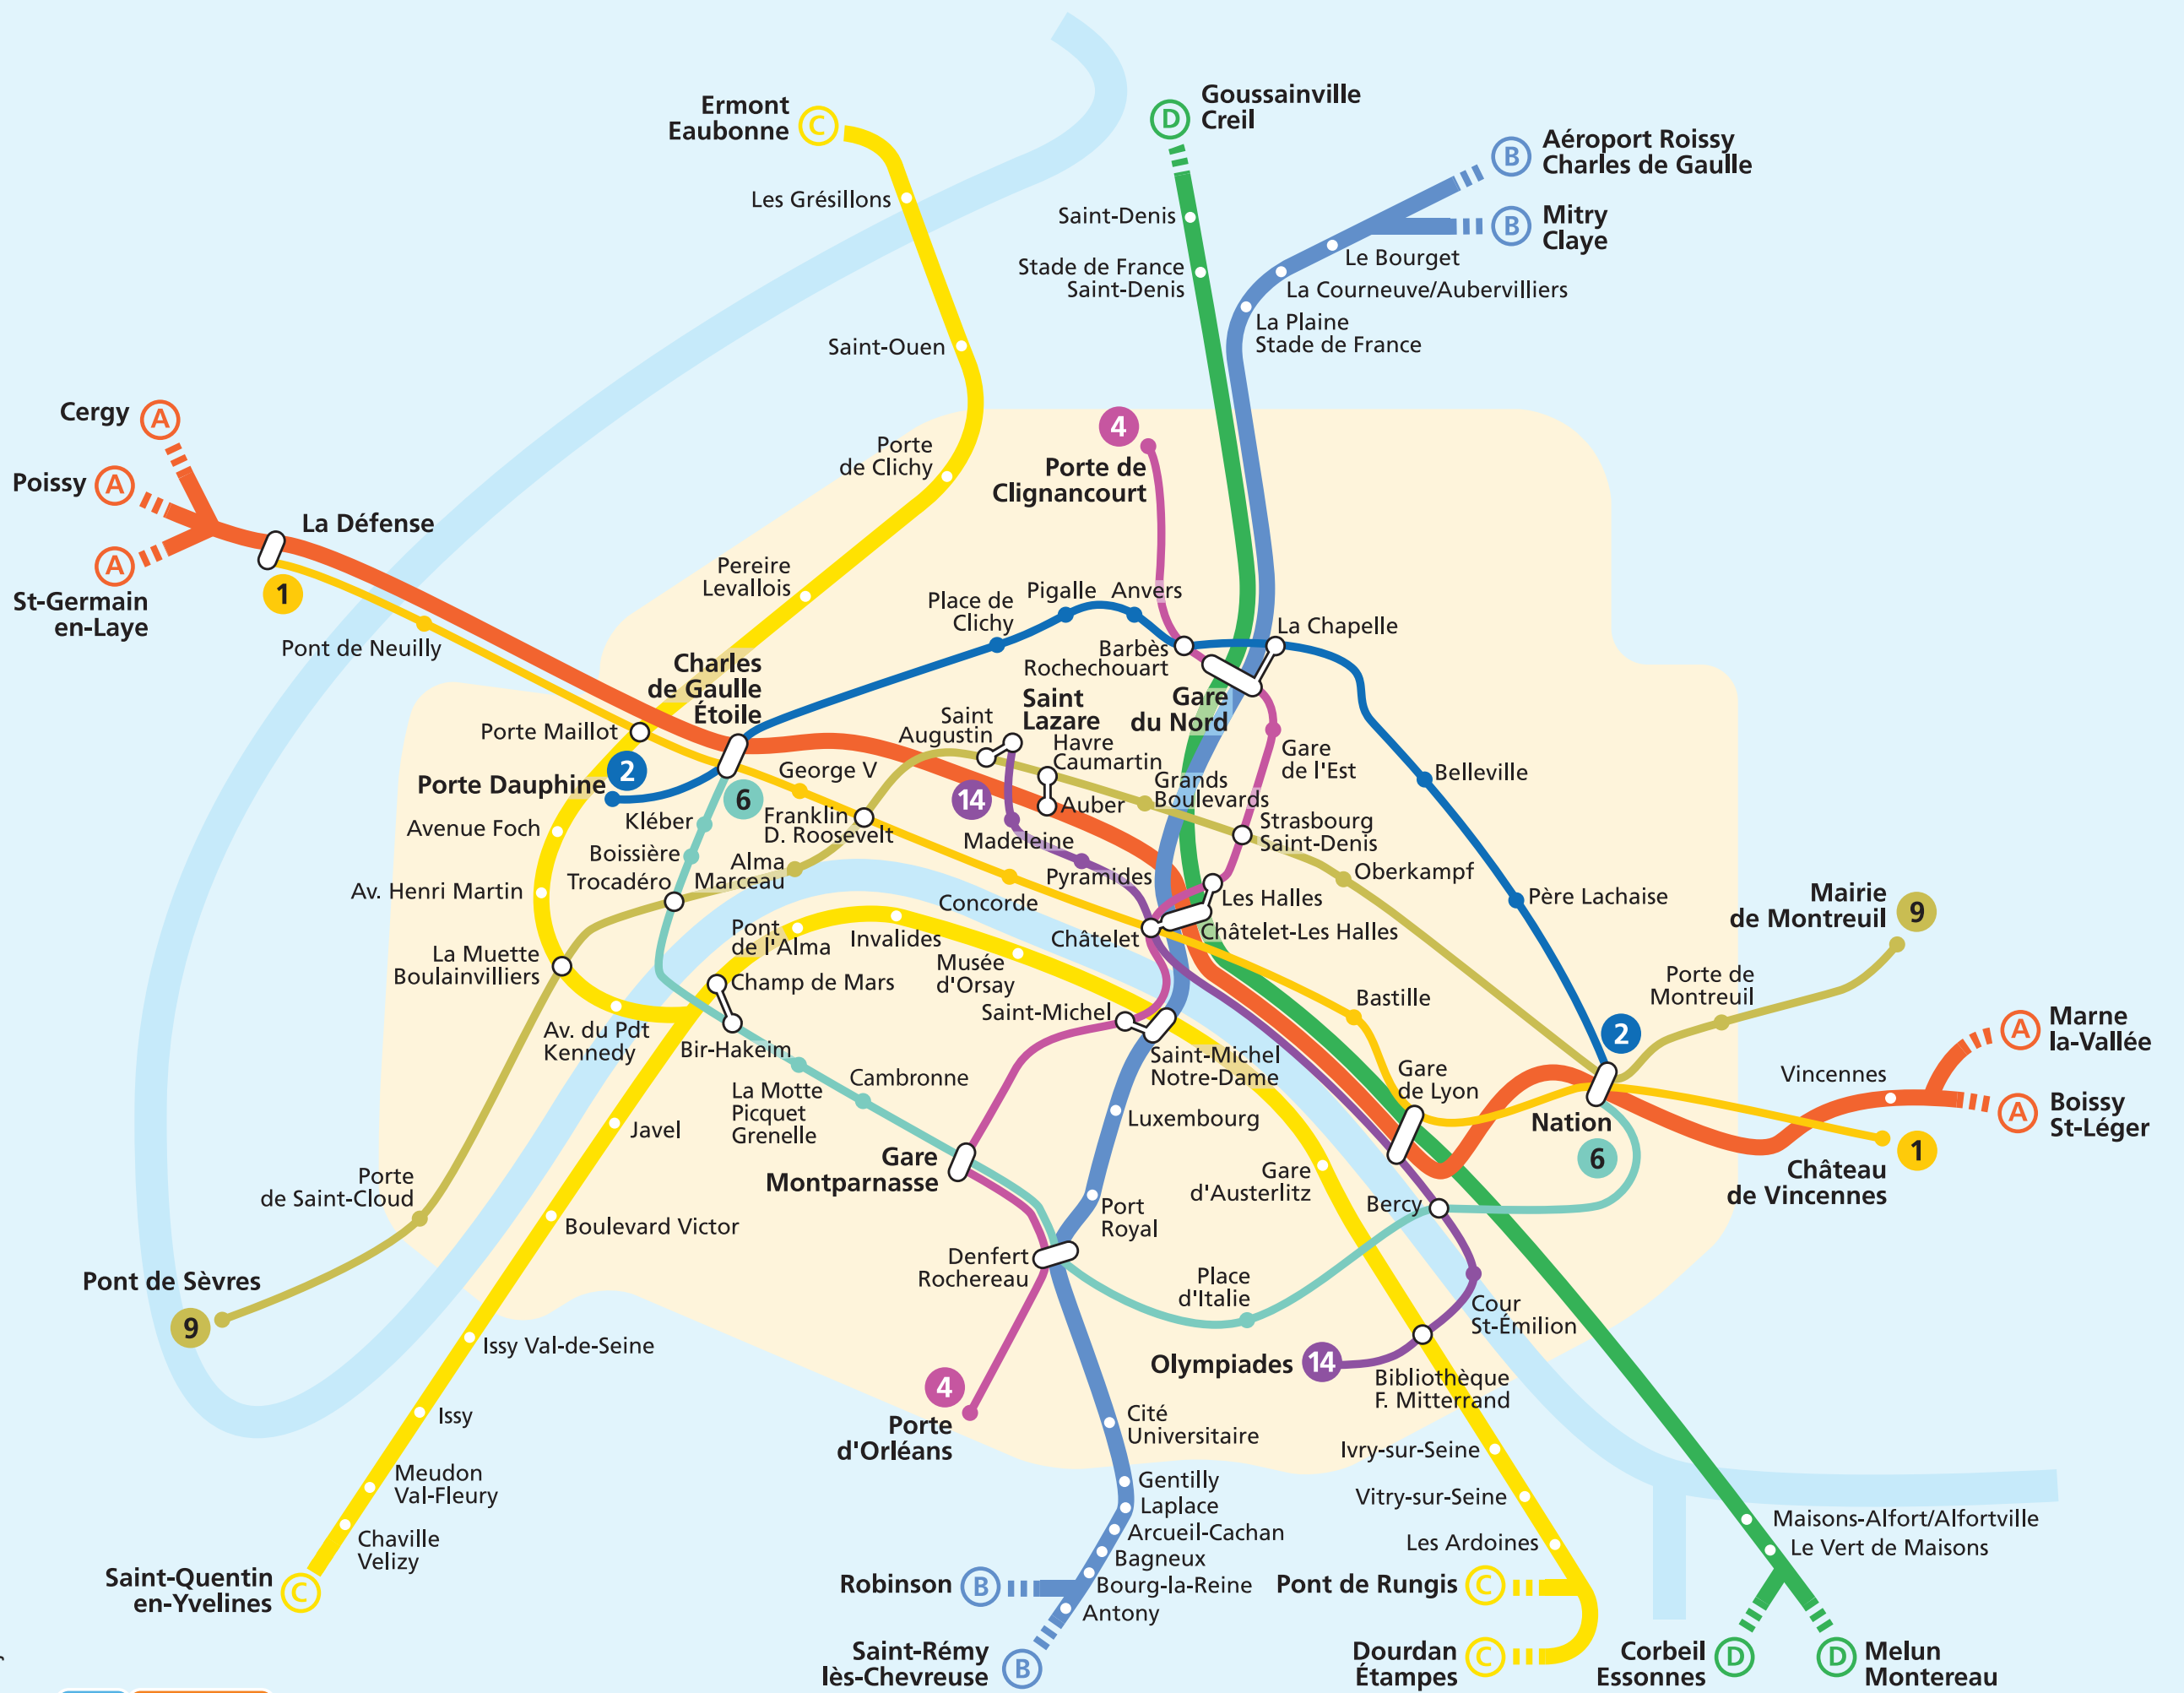 Ermont
Eaubonne
C
D
Goussainville
Creil
B
Aéroport Roissy
Charles de Gaulle
B
Mitry
Claye
Les Grésillons
Saint-Denis
Stade de France
Saint-Denis
Le Bourget
La Courneuve/Aubervilliers
La Plaine
Stade de France
Saint-Ouen
Cergy
A
Poissy
A
A
St-Germain
en-Laye
La Défense
1
Pont de Neuilly
Porte
de Clichy
4
Porte de
Clignancourt
Pereire
Levallois
Place de
Clichy
Pigalle
Anvers
Barbès
Rochechouart
La Chapelle
Charles
de Gaulle
Étoile
Porte Maillot
Porte Dauphine
2
6
Saint
Augustin
Saint
Lazare
Gare
du Nord
Havre
Caumartin
Gare
de l'Est
Belleville
George V
14
Auber
Grands
Boulevards
Avenue Foch
Kléber
Franklin
D. Roosevelt
Madeleine
Strasbourg
Saint-Denis
Boissière
Trocadéro
Alma
Marceau
Pyramides
Oberkampf
Av. Henri Martin
Concorde
Les Halles
Père Lachaise
Mairie
de Montreuil
9
Pont
de l'Alma
Invalides
Châtelet
Châtelet-Les Halles
La Muette
Boulainvilliers
Champ de Mars
Musée
d'Orsay
Bastille
Porte de
Montreuil
Saint-Michel
Av. du Pdt
Kennedy
Bir-Hakeim
Saint-Michel
Notre-Dame
2
A
Marne
la-Vallée
La Motte
Picquet
Grenelle
Cambronne
Luxembourg
Gare
de Lyon
Vincennes
Nation
6
A
Boissy
St-Léger
Javel
1
Château
de Vincennes
Porte
de Saint-Cloud
Gare
Montparnasse
Gare
d'Austerlitz
Bercy
Boulevard Victor
Port
Royal
Denfert
Rochereau
Pont de Sèvres
9
Place
d'Italie
Cour
St-Émilion
Issy Val-de-Seine
Olympiades
14
Bibliothèque
F. Mitterrand
Issy
4
Porte
d'Orléans
Cité
Universitaire
Ivry-sur-Seine
Meudon
Val-Fleury
Gentilly
Laplace
Vitry-sur-Seine
Chaville
Velizy
Arcueil-Cachan
Les Ardoines
Maisons-Alfort/Alfortville
Le Vert de Maisons
Bagneux
Saint-Quentin
en-Yvelines
C
Robinson
B
Bourg-la-Reine
Pont de Rungis
C
Antony
Saint-Rémy
lès-Chevreuse
B
Dourdan
Étampes
C
Corbeil
Essonnes
D
D
Melun
Montereau